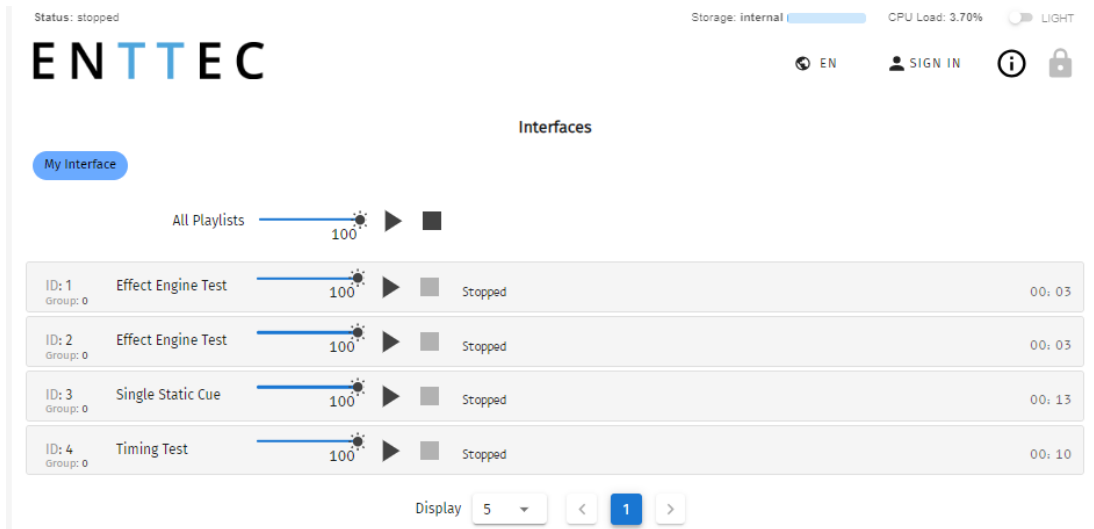 Status: stopped Storage: internal CPU Load: 3.70% LIGHT
ENTTEC
EN SIGN IN
Interfaces
My Interface
All Playlists 100
ID: 1 Effect Engine Test 100 Stopped 00: 03
Group: 0
ID: 2 Effect Engine Test 100 Stopped 00: 03
Group: 0
ID: 3 Single Static Cue 100 Stopped 00: 13
Group: 0
ID: 4 Timing Test 100 Stopped 00: 10
Group: 0
Display 5 < 1 >